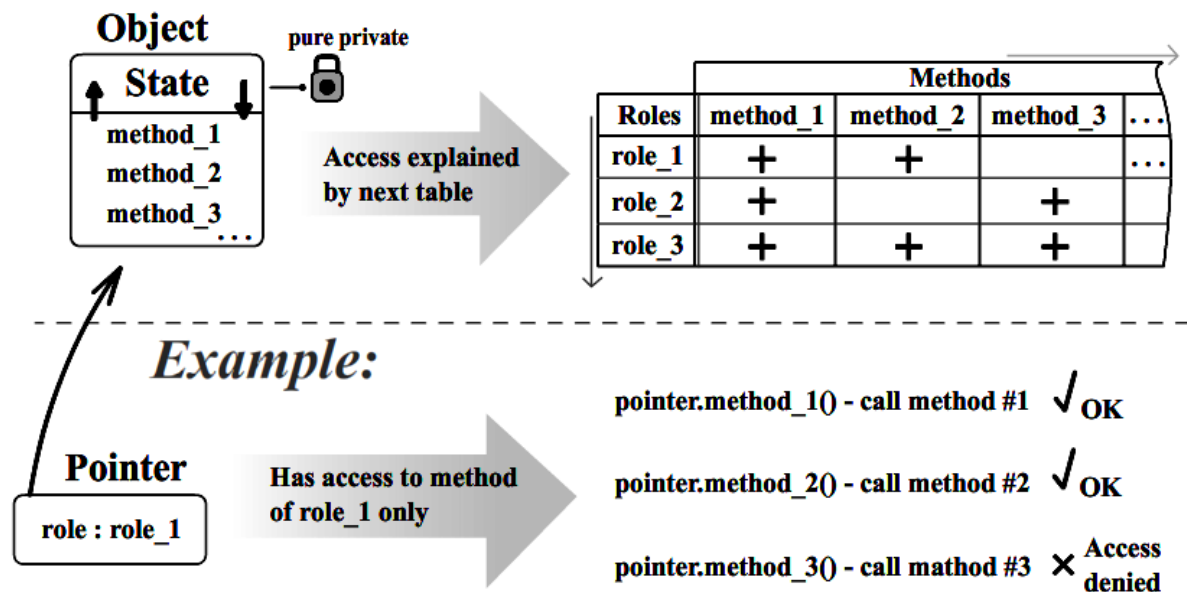 Object
pure private
State
method_1
method_2
method_3
...
Access explained
by next table
Methods
Roles method_1 method_2 method_3 ...
role_1 + + ...
role_2 + +
role_3 + + +
Example:
Pointer
role : role_1
Has access to method
of role_1 only
pointer.method_1() - call method #1 √ OK
pointer.method_2() - call method #2 √ OK
pointer.method_3() - call mathod #3 × Access
denied